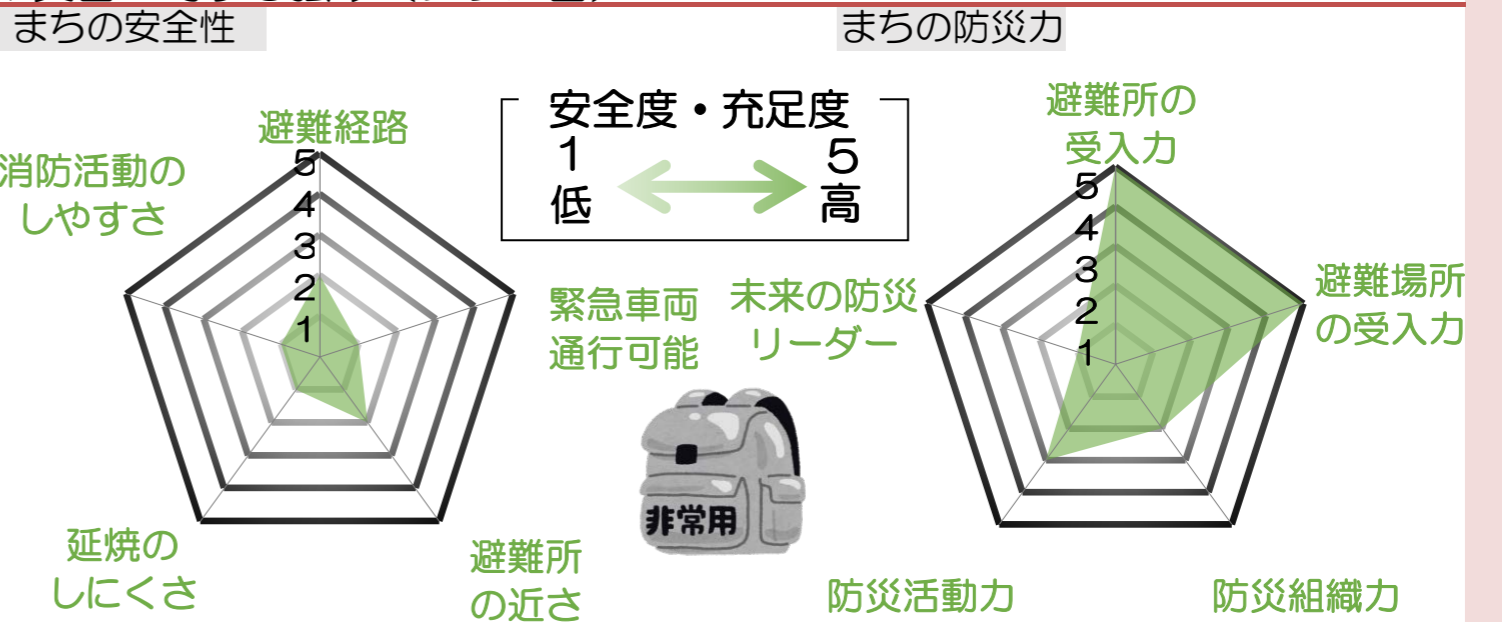 まちの安全性
まちの防災力
安全度・充足度
1
5
低
高
避難経路
5
4
3
2
1
消防活動の
しやすさ
緊急車両
通行可能
延焼の
しにくさ
避難所
の近さ
非常用
避難所の
受入力
5
4
3
2
1
未来の防災
リーダー
避難場所
の受入力
防災活動力
防災組織力